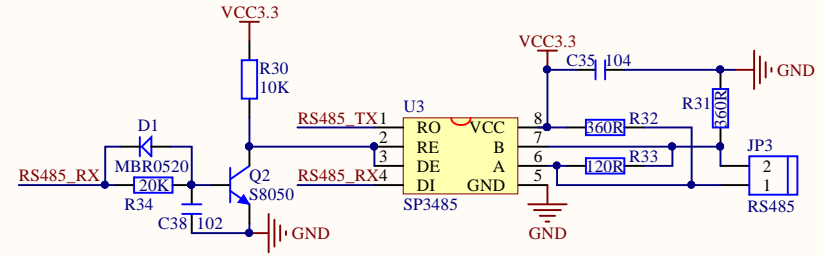 VCC3.3
VCC3.3
C35 104
GND
R30
10K
R31
360R
U3
RS485_TX 1 RO VCC 8 360R R32
D1
MBR0520
2 RE B 7
JP3
3 DE A 6 120R R33
2
RS485_RX 20K Q2 RS485_RX 4 DI GND 5
1
S8050
R34
SP3485
RS485
C38 102
GND
GND